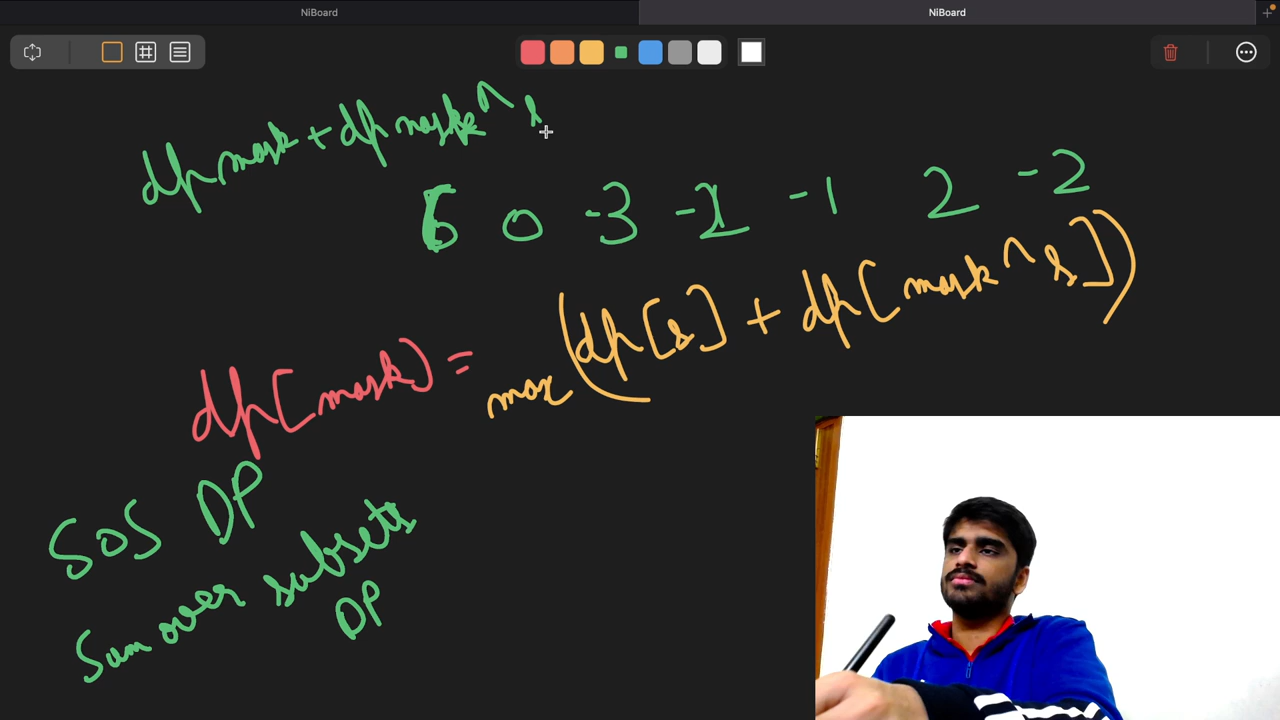 NiBoard
NiBoard
dp mask + dp mask ^ s
6 0 -3 -2 -1 2 -2
dp[mask] = max(dp[s] + dp[mask ^ s])
SOS DP
Sum over subsets
DP